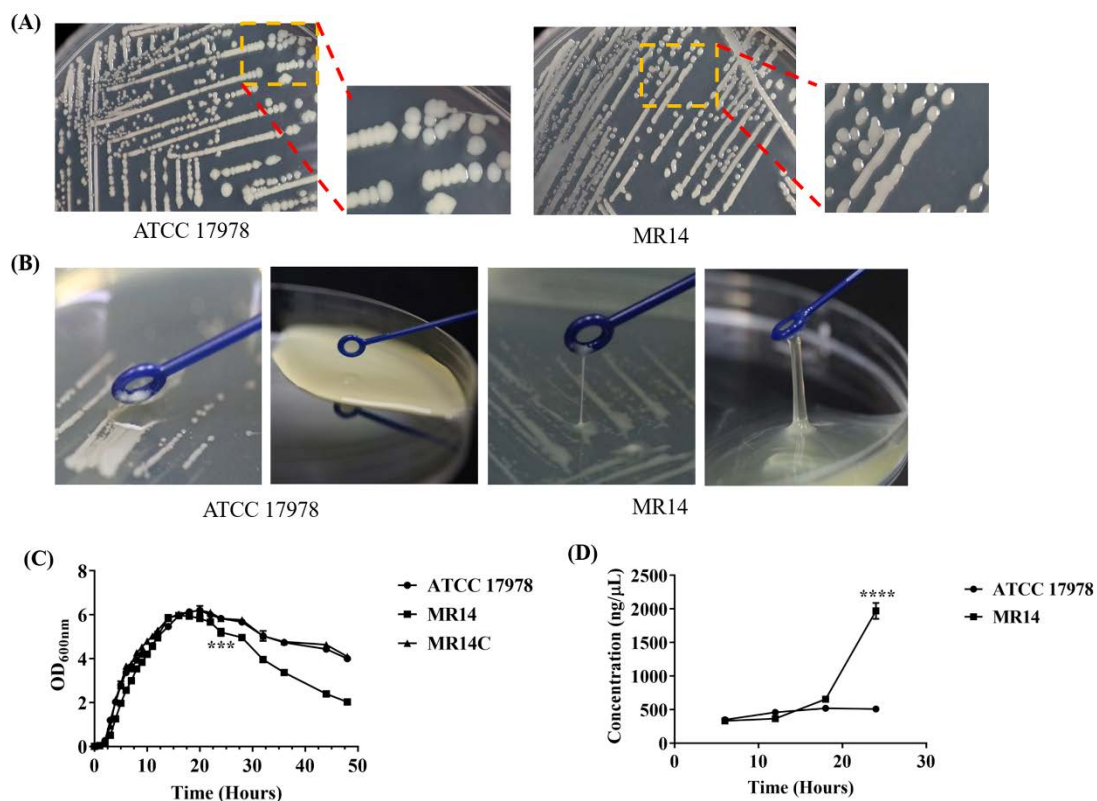 (A)
ATCC 17978
MR14
(B)
ATCC 17978
MR14
(C)
8
6
4
2
0
OD600nm
0 10 20 30 40 50
Time (Hours)
***
ATCC 17978
MR14
MR14C
(D)
2500
2000
1500
1000
500
0
Concentration (ng/μL)
0 10 20 30
Time (Hours)
****
ATCC 17978
MR14